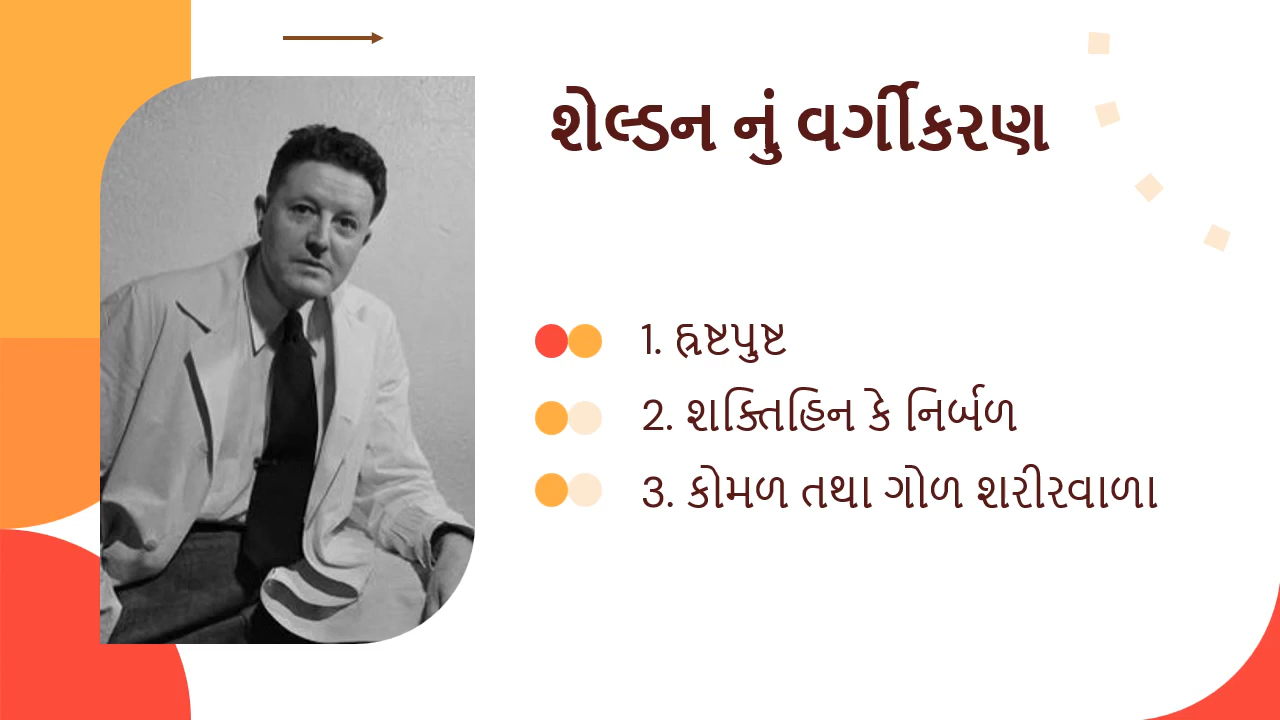 શેલ્ડન નું વર્ગીકરણ
1. હ્રષ્ટપુષ્ટ
2. શક્તિહિન કે નિર્બળ
3. કોમળ તથા ગોળ શરીરવાળા